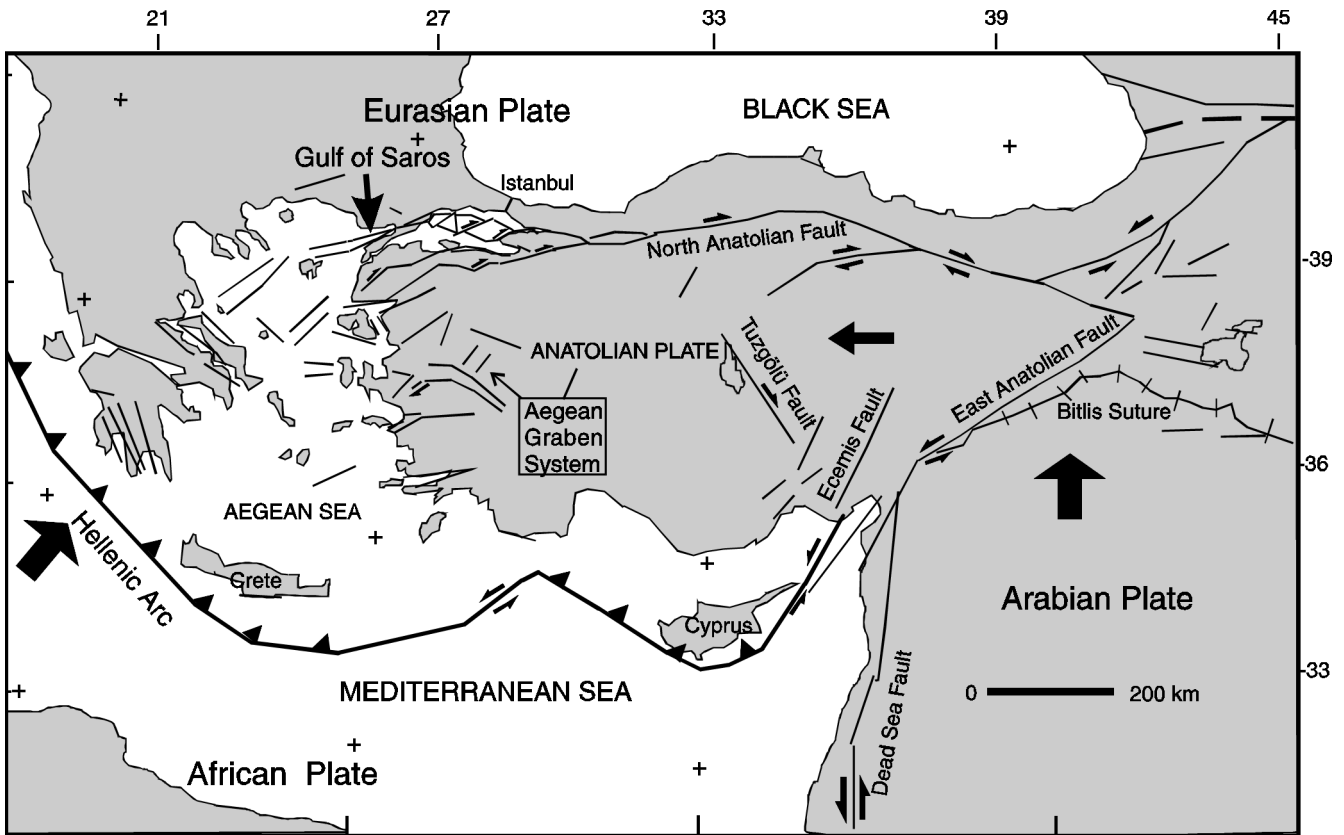 21 27 33 39 45
Eurasian Plate
BLACK SEA
Gulf of Saros
Istanbul
North Anatolian Fault
-39
ANATOLIAN PLATE
Tuzgölü Fault
East Anatolian Fault
Aegean
Graben
System
Ecemis Fault
Bitlis Suture
-36
AEGEAN SEA
Hellenic Arc
Crete
Cyprus
Arabian Plate
MEDITERRANEAN SEA
-33
0 200 km
Dead Sea Fault
African Plate